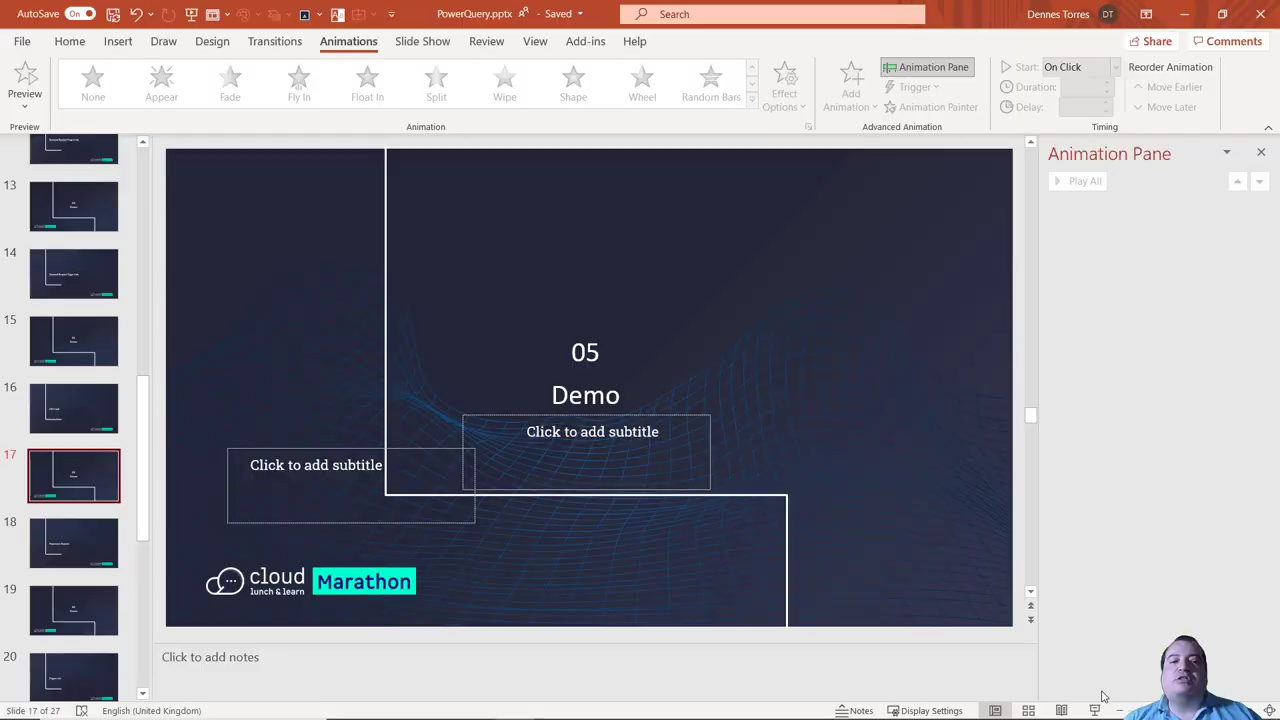 AutoSave On
PowerQuery.pptx
Saved
Search
Dennes Torres
DT
File
Home
Insert
Draw
Design
Transitions
Animations
Slide Show
Review
View
Add-ins
Help
Share
Comments
Preview
None
Appear
Fade
Fly In
Float In
Split
Wipe
Shape
Wheel
Random Bars
Effect
Options
Add
Animation
Animation Pane
Trigger
Animation Painter
Start: On Click
Duration:
Delay:
Reorder Animation
Move Earlier
Move Later
Preview
Animation
Advanced Animation
Timing
13
14
15
16
17
18
19
20
05
Demo
Click to add subtitle
Click to add subtitle
cloud
lunch & learn
Marathon
Animation Pane
Play All
Click to add notes
Slide 17 of 27
English (United Kingdom)
Notes
Display Settings